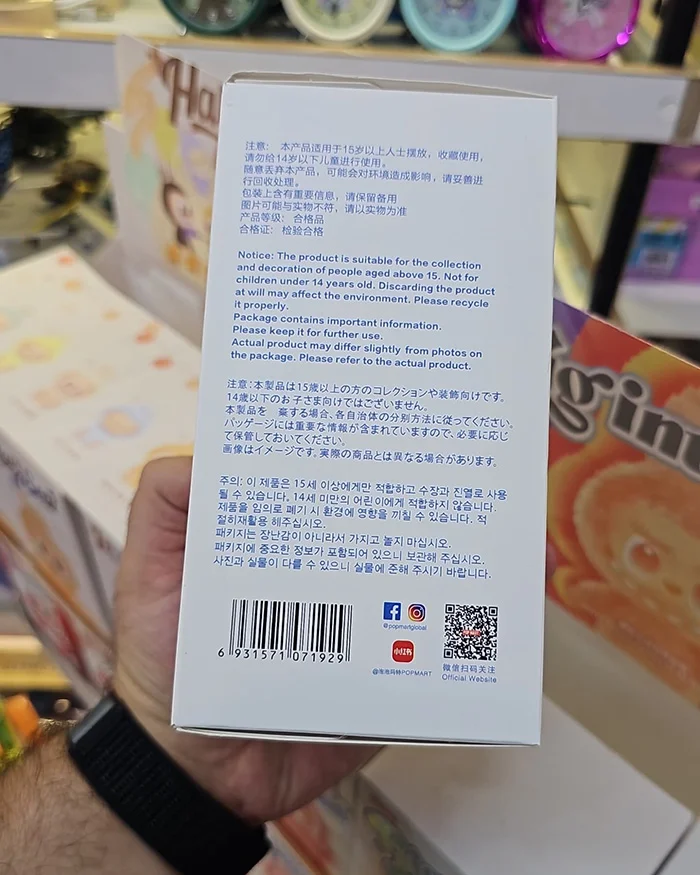 Ha
注意： 本产品适用于15岁以上人士摆放，收藏使用，
请勿给14岁以下儿童进行使用。
随意丢弃本产品，可能会对环境造成影响，请妥善进
行回收处理。
包装上含有重要信息，请保留备用
图片可能与实物不符，请以实物为准
产品等级： 合格品
合格证： 检验合格
Notice: The product is suitable for the collection
and decoration of people aged above 15. Not for
children under 14 years old. Discarding the product
at will may affect the environment. Please recycle
it properly.
Package contains important information.
Please keep it for further use.
Actual product may differ slightly from photos on
the package. Please refer to the actual product.
注意:本製品は15歳以上の方のコレクションや装飾向けです。
14歳以下のお子さま向けではございません。
本製品を 棄する場合、各自治体の分別方法に従ってください。
パッゲージには重要な情報が含まれていますので、必要に応じ
て保管しておいてください。
画像はイメージです。実際の商品とは異なる場合があります。
주의: 이 제품은 15세 이상에게만 적합하고 수장과 진열로 사용
될 수 있습니다. 14세 미만의 어린이에게 적합하지 않습니다.
제품을 임의로 폐기 시 환경에 영향을 끼칠 수 있습니다. 적
절히재활용 헤주십시오.
패키지는 장난감이 아니라서 가지고 놀지 마십시오.
패키지에 중요한 정보가 포함되어 있으니 보관해 주십시오.
사진과 실물이 다를 수 있으니 실물에 준해 주시기 바랍니다.
6 931571 071929
@popmartglobal
小红书
@泡泡玛特POPMART
POP MART
微信扫码关注
Official Website